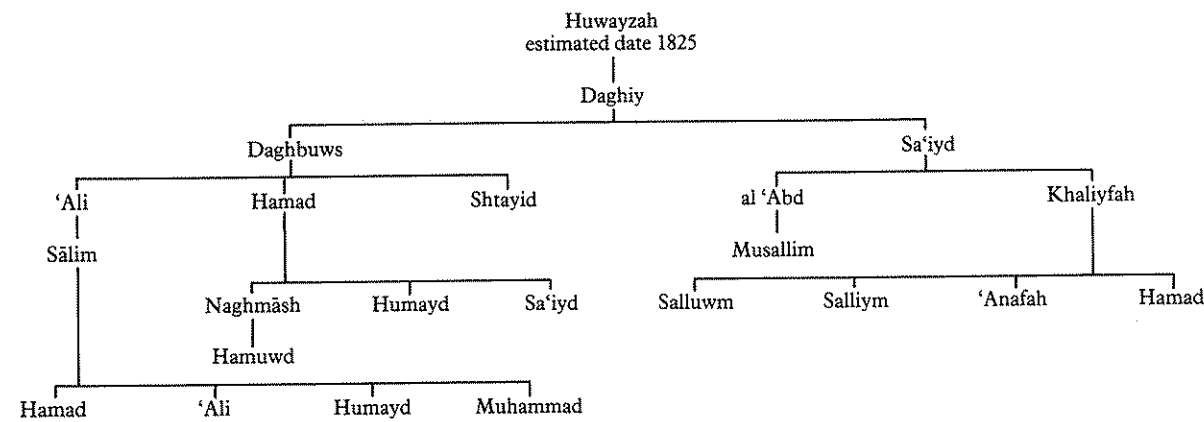 Huwayzah
estimated date 1825
Daghiy
Daghbuws Sa‘iyd
‘Ali Hamad Shtayid al ‘Abd Khaliyfah
Sālim Musallim
Naghmāsh Humayd Sa‘iyd Salluwm Salliym ‘Anafah Hamad
Hamuwd
Hamad ‘Ali Humayd Muhammad